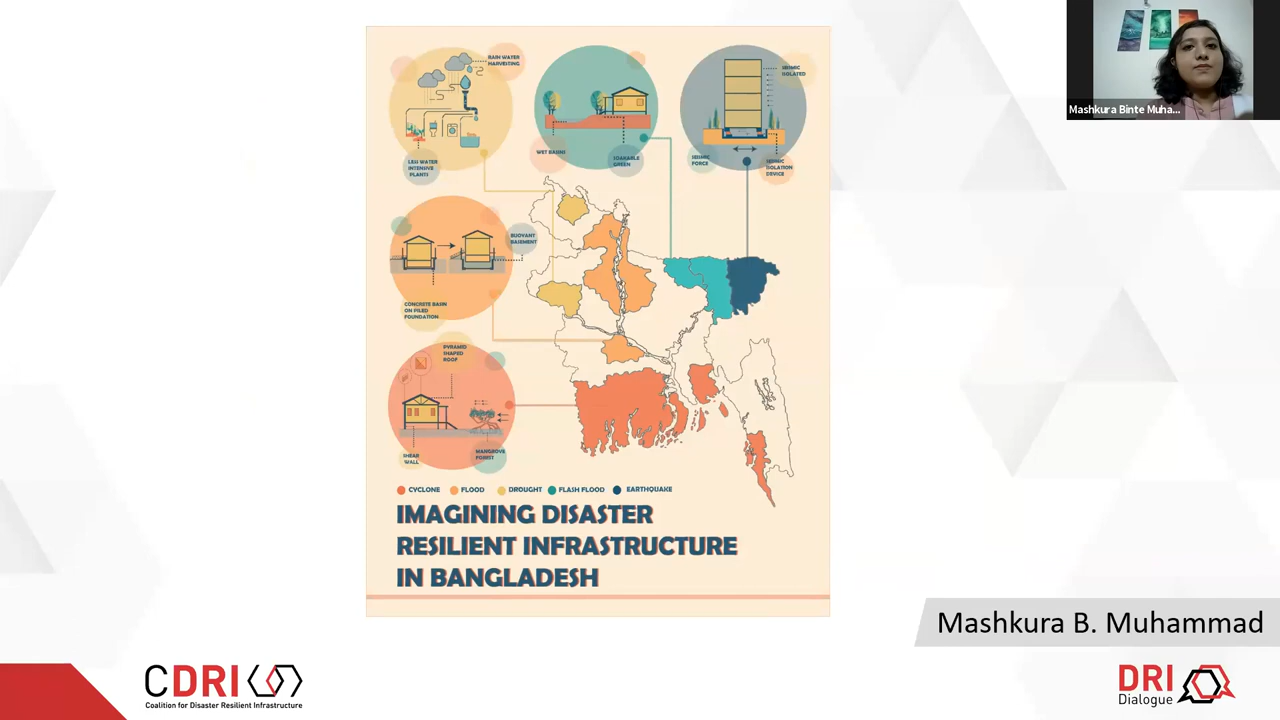 RAIN WATER
HARVESTING
LESS WATER
INTENSIVE
PLANTS
WET BASINS
SOAKABLE
GREEN
SEISMIC
ISOLATED
SEISMIC
FORCE
SEISMIC
ISOLATION
DEVICE
BUOYANT
BASEMENT
CONCRETE BASIN
ON PILED
FOUNDATION
PYRAMID
SHAPED
ROOF
SHEAR
WALL
MANGROVE
FOREST
CYCLONE FLOOD DROUGHT FLASH FLOOD EARTHQUAKE
IMAGINING DISASTER
RESILIENT INFRASTRUCTURE
IN BANGLADESH
Mashkura Binte Muha...
Mashkura B. Muhammad
CDRI
Coalition for Disaster Resilient Infrastructure
DRI
Dialogue